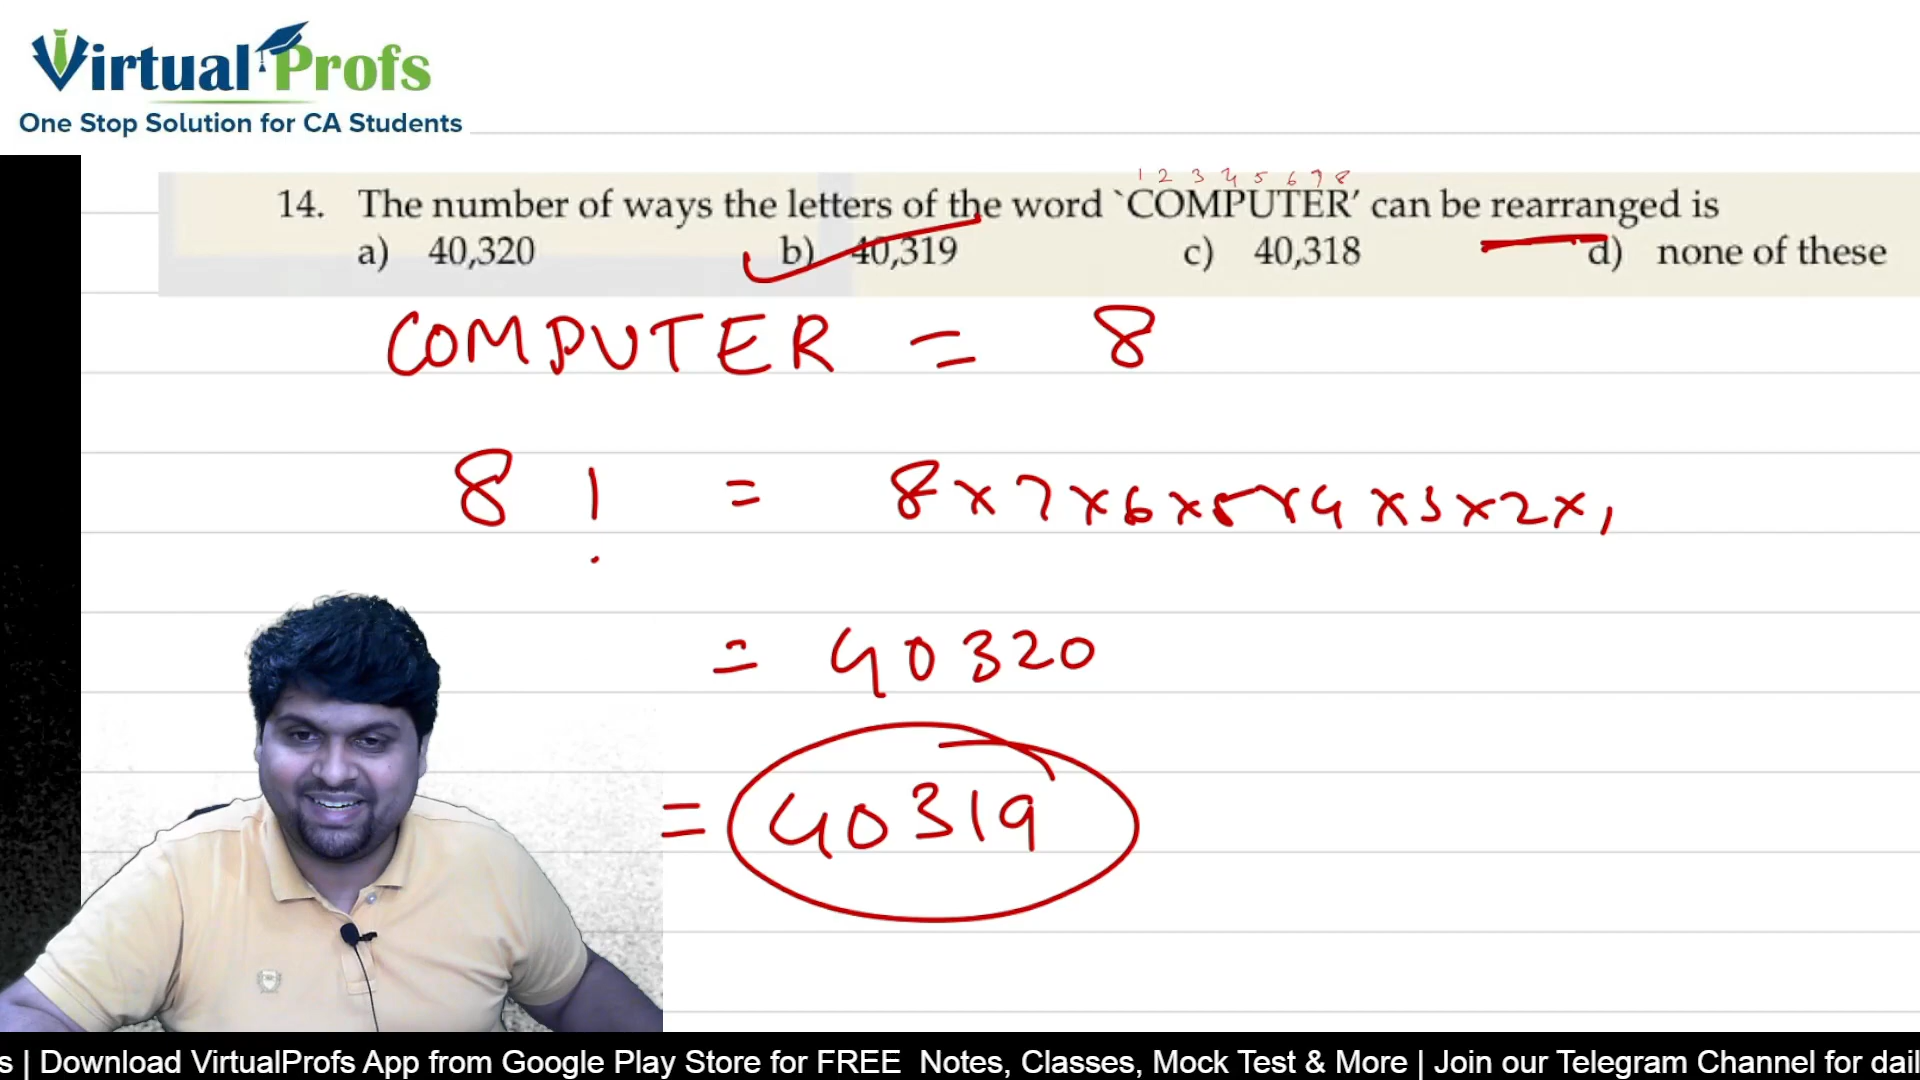 Virtual Profs
One Stop Solution for CA Students
1 2 3 4 5 6 7 8
14. The number of ways the letters of the word `COMPUTER' can be rearranged is
a) 40,320 b) 40,319 c) 40,318 d) none of these
COMPUTER = 8
8 ! = 8 x 7 x 6 x 5 x 4 x 3 x 2 x 1
= 40320
= 40319
s | Download VirtualProfs App from Google Play Store for FREE Notes, Classes, Mock Test & More | Join our Telegram Channel for dail